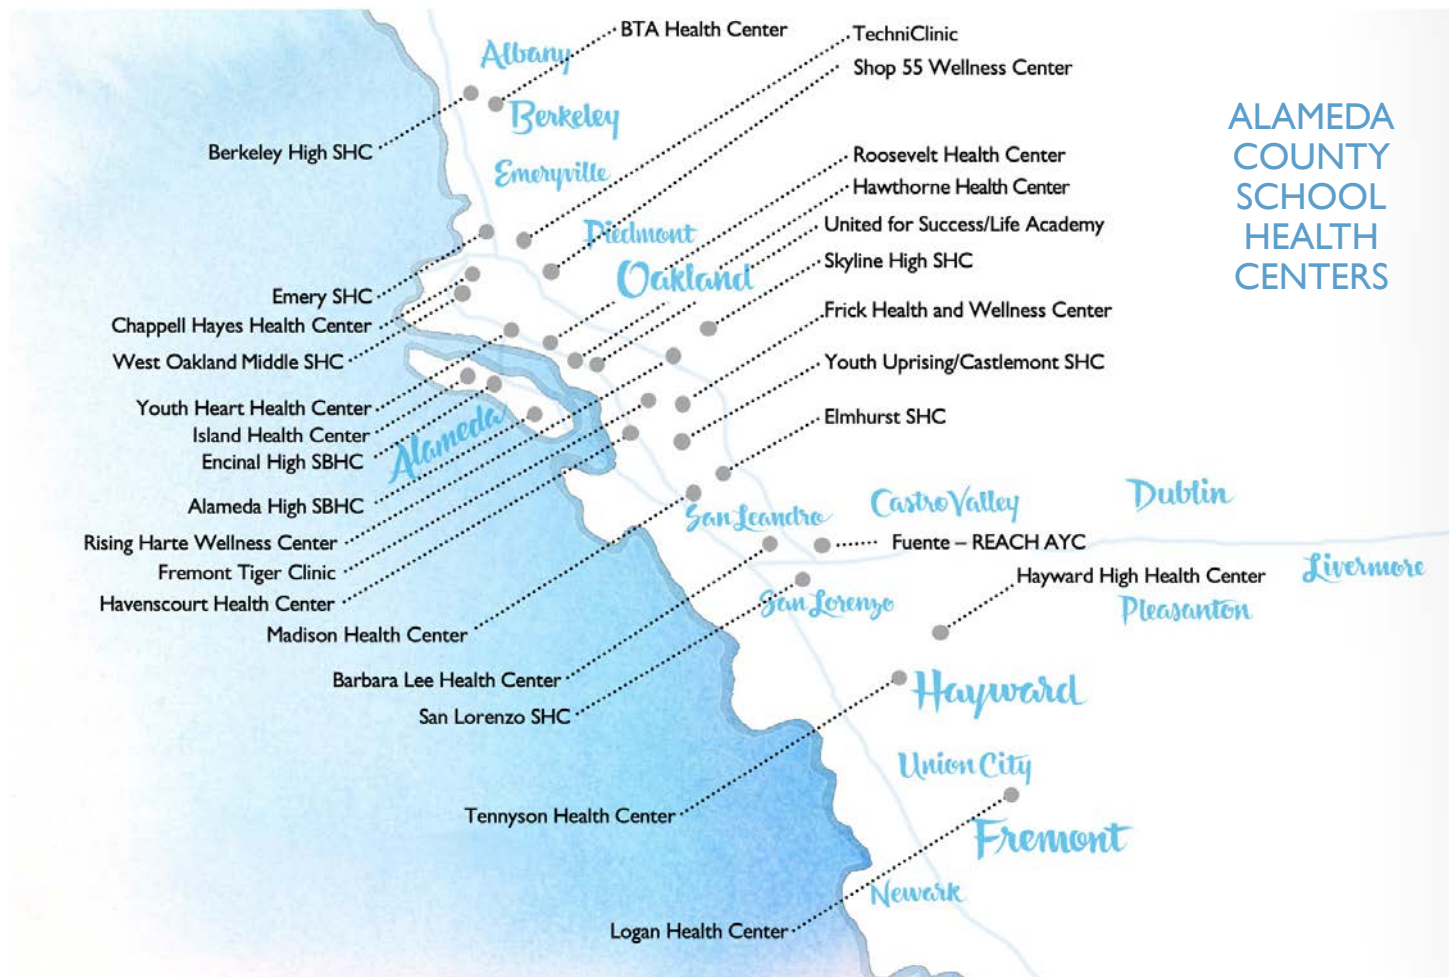 BTA Health Center
TechniClinic
Albany
Shop 55 Wellness Center
Berkeley
ALAMEDA
COUNTY
SCHOOL
HEALTH
CENTERS
Berkeley High SHC
Roosevelt Health Center
Emeryville
Hawthorne Health Center
Piedmont
United for Success/Life Academy
Skyline High SHC
Oakland
Emery SHC
Frick Health and Wellness Center
Chappell Hayes Health Center
West Oakland Middle SHC
Youth Uprising/Castlemont SHC
Youth Heart Health Center
Elmhurst SHC
Island Health Center
Alameda
Encinal High SBHC
Alameda High SBHC
Castro Valley
Dublin
San Leandro
Rising Harte Wellness Center
Fuente – REACH AYC
Fremont Tiger Clinic
Hayward High Health Center
Livermore
Havenscourt Health Center
San Lorenzo
Pleasanton
Madison Health Center
Barbara Lee Health Center
Hayward
San Lorenzo SHC
Union City
Tennyson Health Center
Fremont
Newark
Logan Health Center